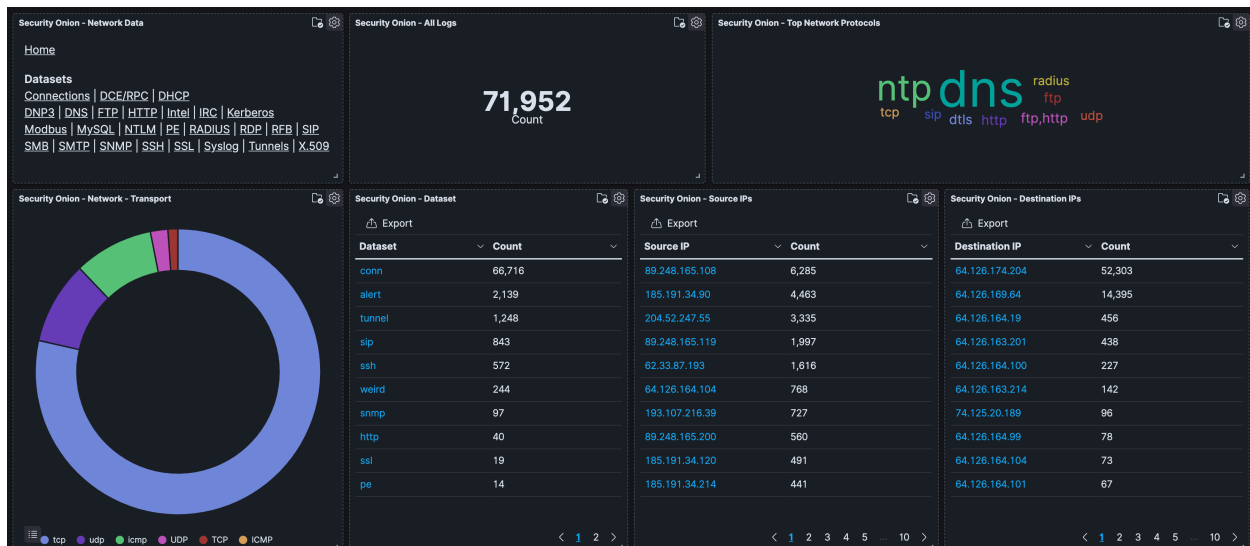 Security Onion - Network Data
Home
Datasets
Connections | DCE/RPC | DHCP
DNP3 | DNS | FTP | HTTP | Intel | IRC | Kerberos
Modbus | MySQL | NTLM | PE | RADIUS | RDP | RFB | SIP
SMB | SMTP | SNMP | SSH | SSL | Syslog | Tunnels | X.509
Security Onion - All Logs
71,952
Count
Security Onion - Top Network Protocols
ntp dns radius
ftp
tcp sip dtls http ftp,http udp
Security Onion - Network - Transport
tcp udp icmp UDP TCP ICMP
Security Onion - Dataset
Export
Dataset Count
conn 66,716
alert 2,139
tunnel 1,248
sip 843
ssh 572
weird 244
snmp 97
http 40
ssl 19
pe 14
1 2
Security Onion - Source IPs
Export
Source IP Count
89.248.165.108 6,285
185.191.34.90 4,463
204.52.247.55 3,335
89.248.165.119 1,997
62.33.87.193 1,616
64.126.164.104 768
193.107.216.39 727
89.248.165.200 560
185.191.34.120 491
185.191.34.214 441
1 2 3 4 5 ... 10
Security Onion - Destination IPs
Export
Destination IP Count
64.126.174.204 52,303
64.126.169.64 14,395
64.126.164.19 456
64.126.163.201 438
64.126.164.100 227
64.126.163.214 142
74.125.20.189 96
64.126.164.99 78
64.126.164.104 73
64.126.164.101 67
1 2 3 4 5 ... 10